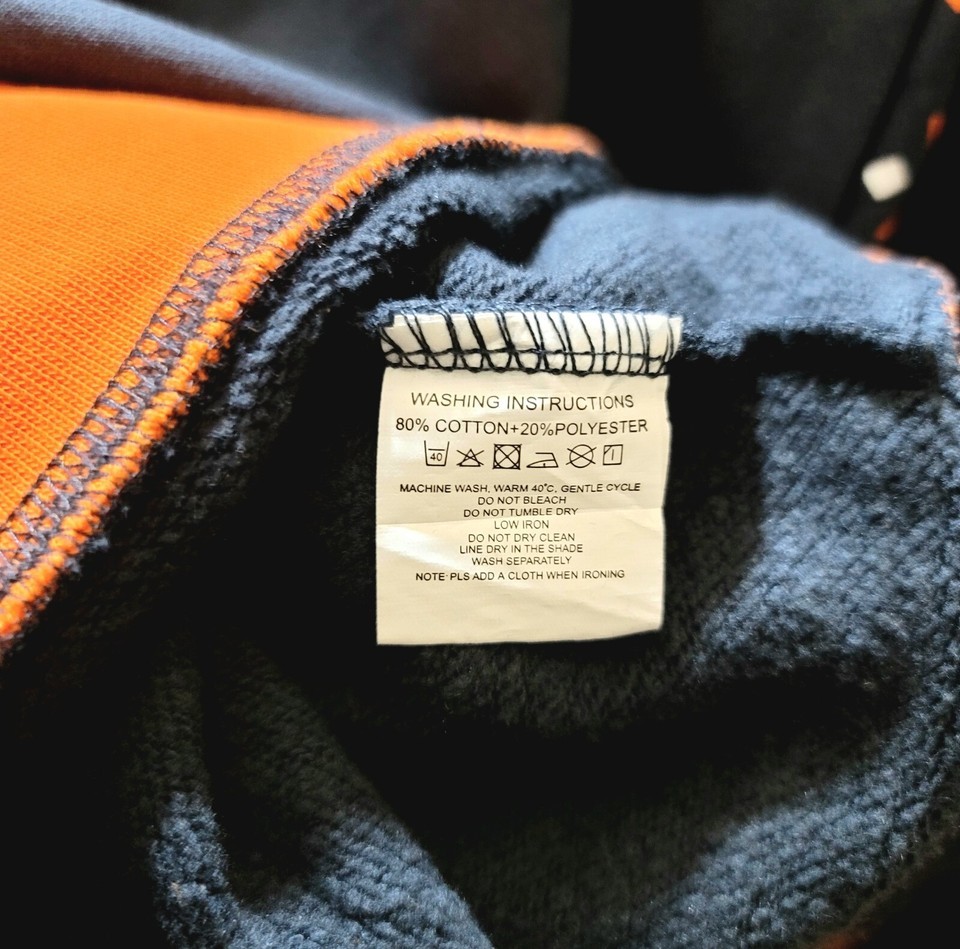 WASHING INSTRUCTIONS
80% COTTON+20%POLYESTER
40
MACHINE WASH, WARM 40°C, GENTLE CYCLE
DO NOT BLEACH
DO NOT TUMBLE DRY
LOW IRON
DO NOT DRY CLEAN
LINE DRY IN THE SHADE
WASH SEPARATELY
NOTE: PLS ADD A CLOTH WHEN IRONING